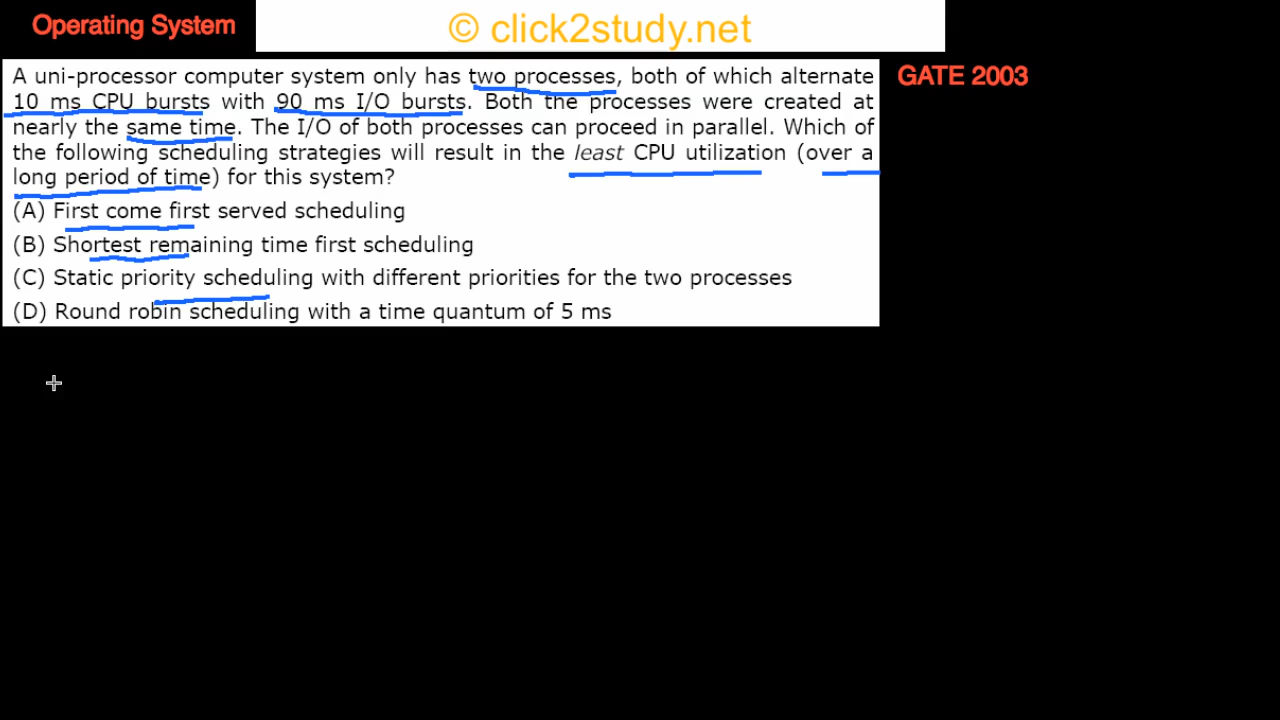 Operating System
© click2study.net
A uni-processor computer system only has two processes, both of which alternate
GATE 2003
10 ms CPU bursts with 90 ms I/O bursts. Both the processes were created at
nearly the same time. The I/O of both processes can proceed in parallel. Which of
the following scheduling strategies will result in the least CPU utilization (over a
long period of time) for this system?
(A) First come first served scheduling
(B) Shortest remaining time first scheduling
(C) Static priority scheduling with different priorities for the two processes
(D) Round robin scheduling with a time quantum of 5 ms